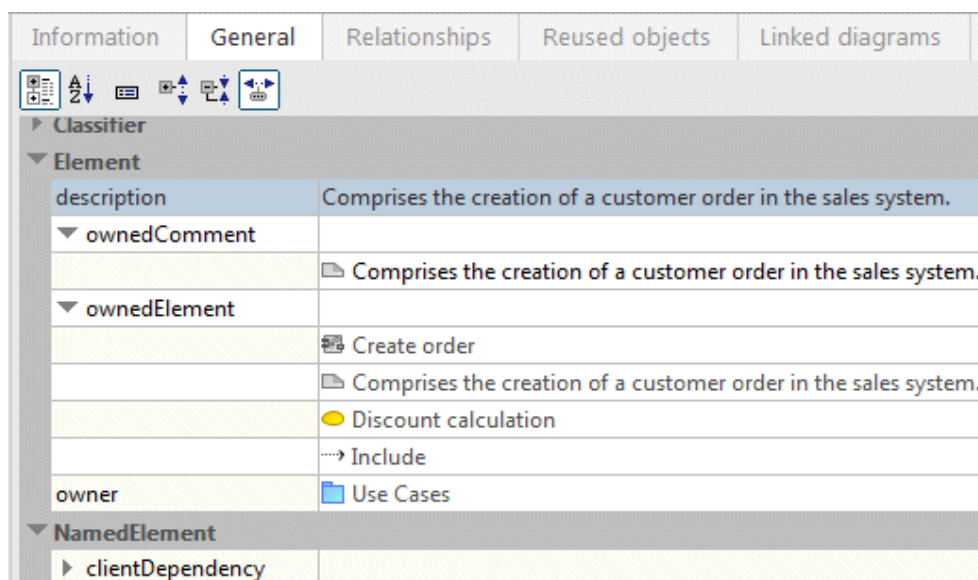 Information General Relationships Reused objects Linked diagrams
Classifier
Element
description Comprises the creation of a customer order in the sales system.
ownedComment
Comprises the creation of a customer order in the sales system.
ownedElement
Create order
Comprises the creation of a customer order in the sales system.
Discount calculation
Include
owner Use Cases
NamedElement
clientDependency